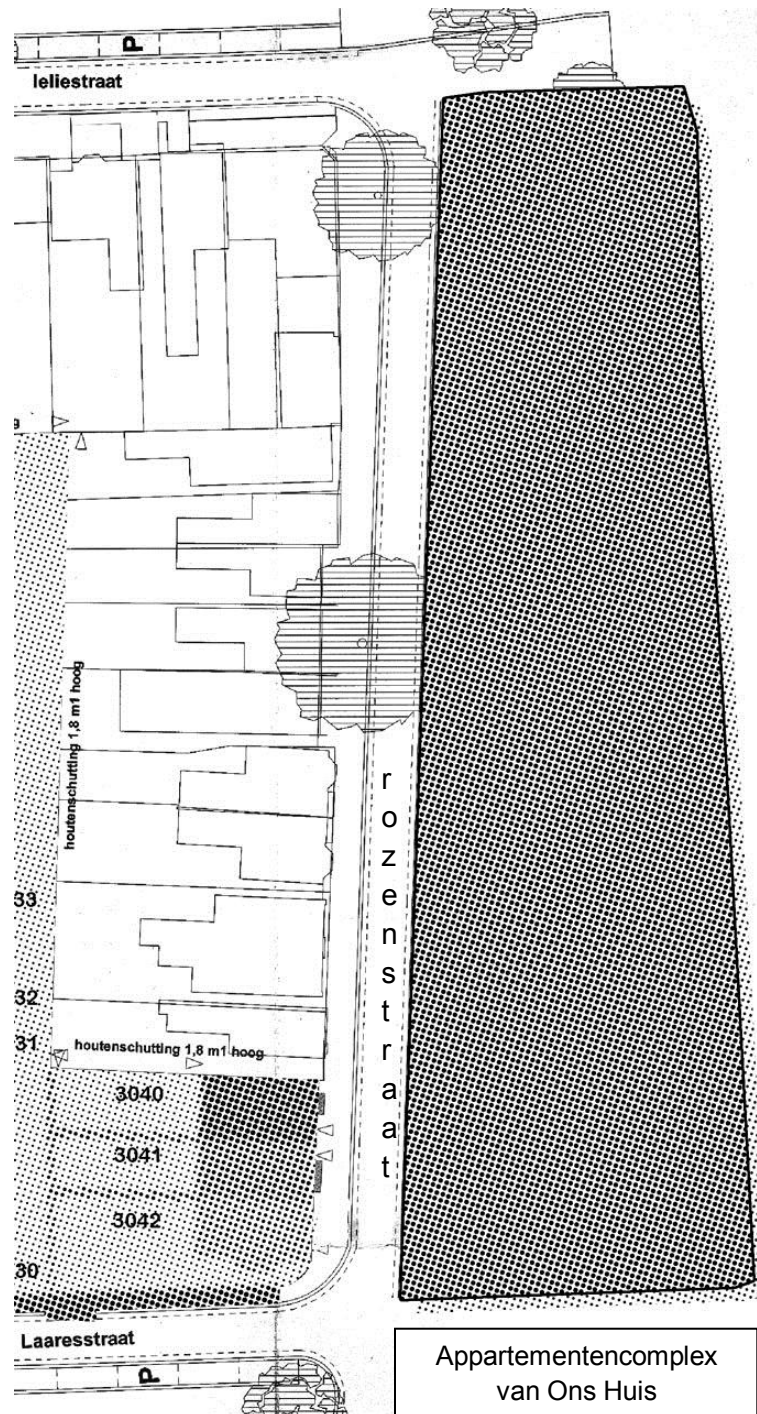 P
leliestraat
g
houtenschutting 1,8 m1 hoog
rozenstraat
33
32
31
houtenschutting 1,8 m1 hoog
3040
3041
3042
30
Laaresstraat
P
Appartementencomplex
van Ons Huis